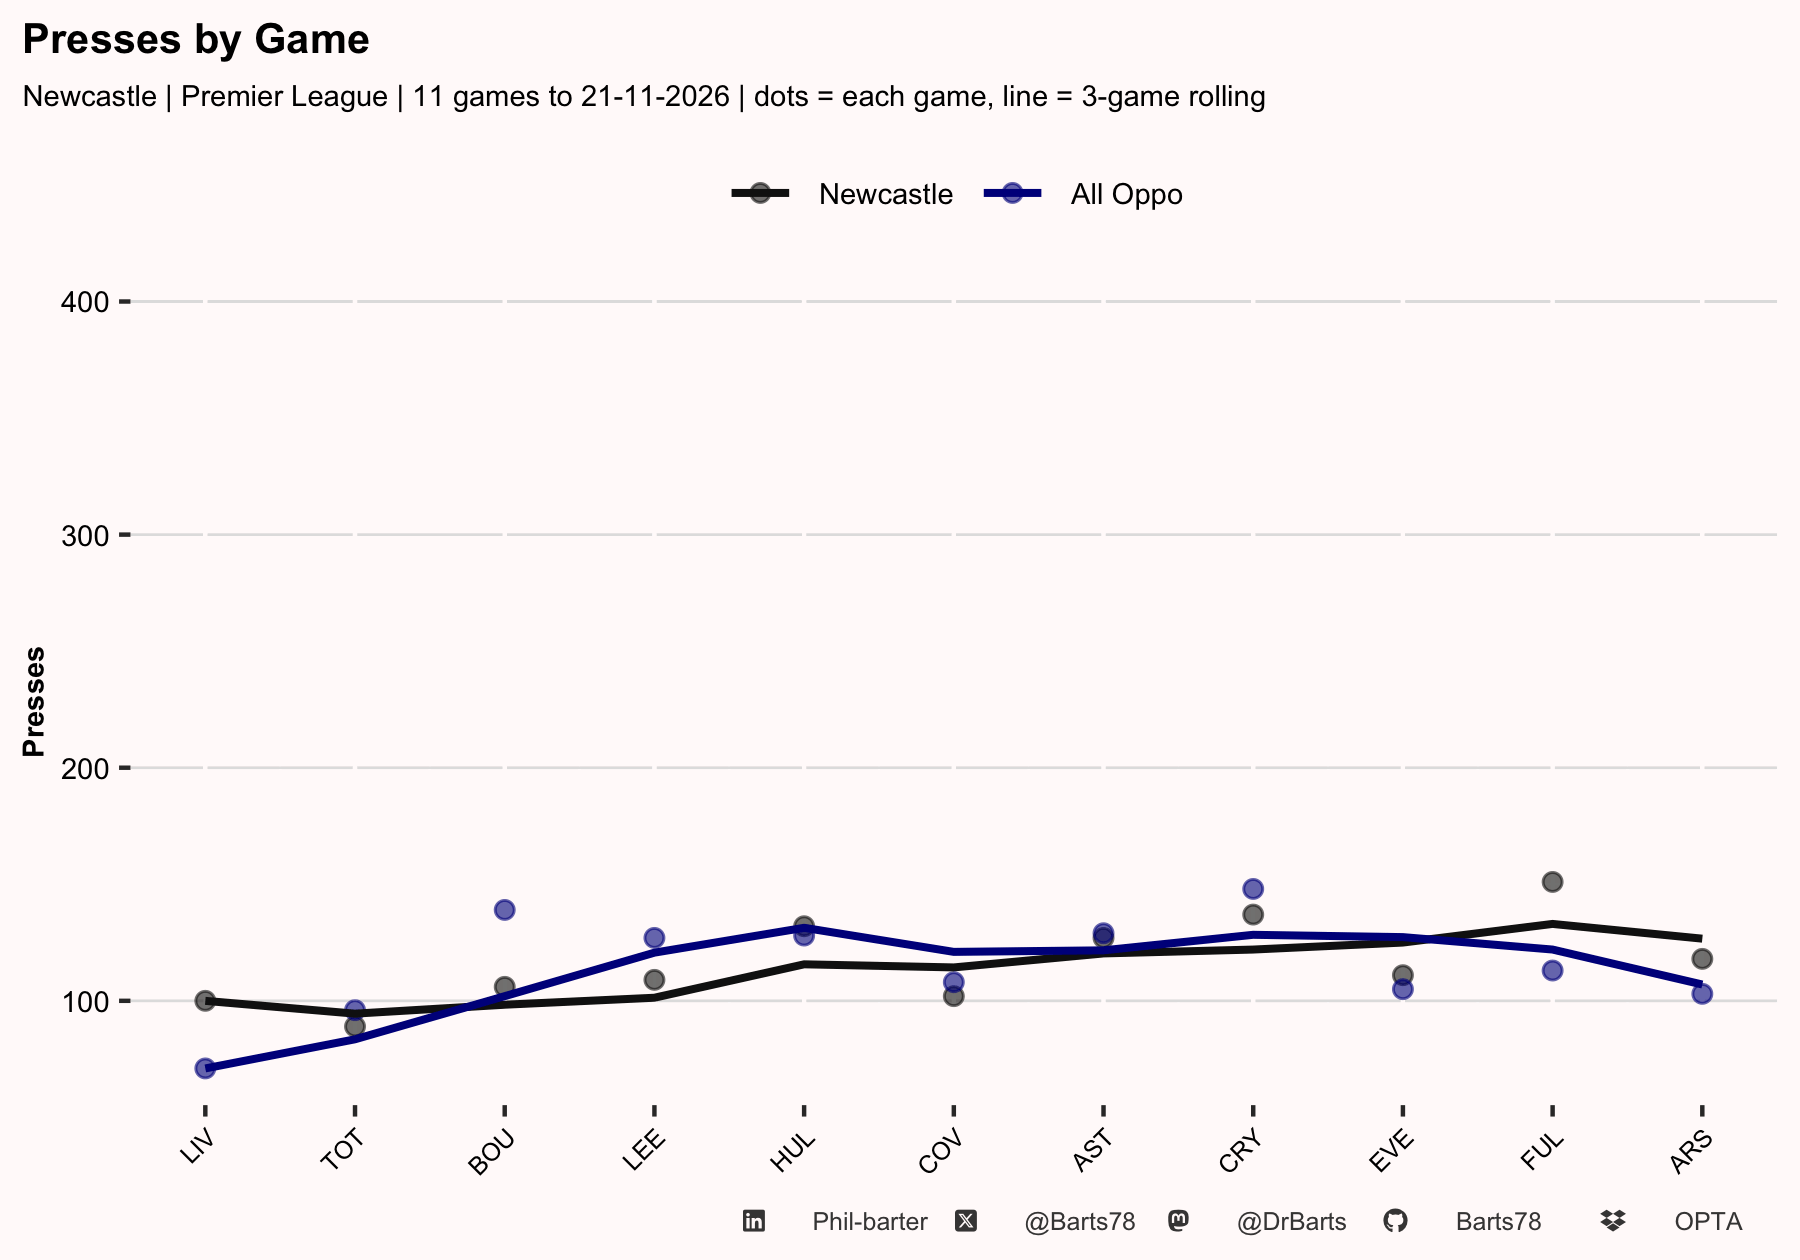 Presses by Game
Newcastle | Premier League | 11 games to 21-11-2026 | dots = each game, line = 3-game rolling
Newcastle All Oppo
400
300
200
100
Presses
LIV TOT BOU LEE HUL COV AST CRY EVE FUL ARS
Phil-barter @Barts78 @DrBarts Barts78 OPTA